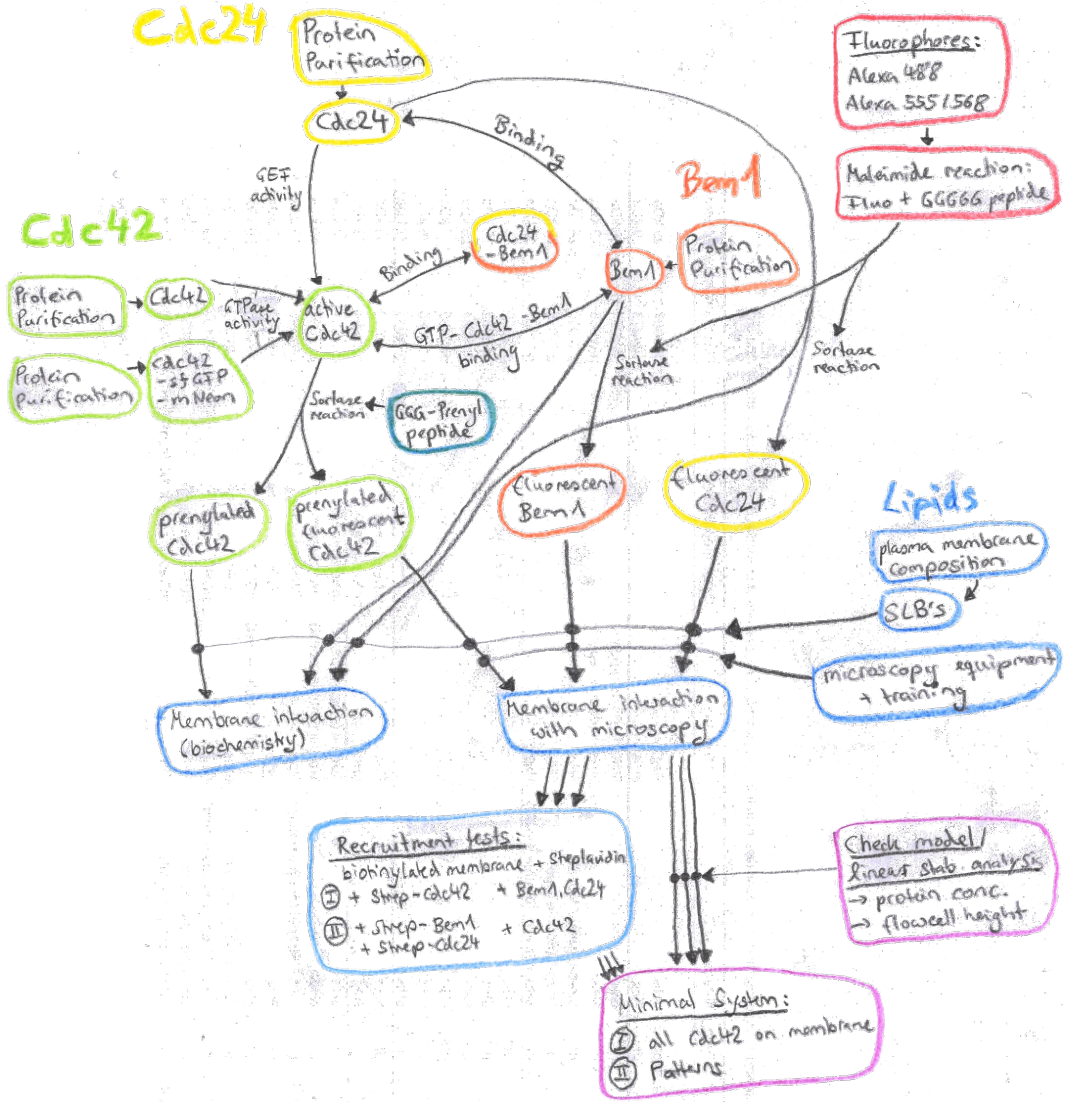 Cdc24
Protein
Purification
Cdc24
Fluorophores:
Alexa 488
Alexa 555/568
Maleimide reaction:
Fluo + GGGGG peptide
GEF
activity
Binding
Bem1
Cdc42
Cdc24
-Bem1
Binding
Bem1
Protein
Purification
Protein
Purification
Cdc42
GTPase
activity
active
Cdc42
GTP-Cdc42-Bem1
binding
Protein
Purification
Cdc42
-sfGFP
-mNeon
Sortase
reaction
GGG-Prenyl
peptide
Sortase
reaction
Sortase
reaction
prenylated
Cdc42
prenylated
fluorescent
Cdc42
fluorescent
Bem1
fluorescent
Cdc24
Lipids
plasma membrane
composition
SLB's
microscopy equipment
+ training
Membrane interaction
(biochemistry)
Membrane interaction
with microscopy
Recruitment tests:
biotinylated membrane + Steplavidin
I + Strep-Cdc42 + Bem1, Cdc24
II + Strep-Bem1 + Cdc42
+ Strep-Cdc24
Check model/
linear stab. analysis
→ protein conc.
→ flowcell height
Minimal System:
I all Cdc42 on membrane
II Patterns